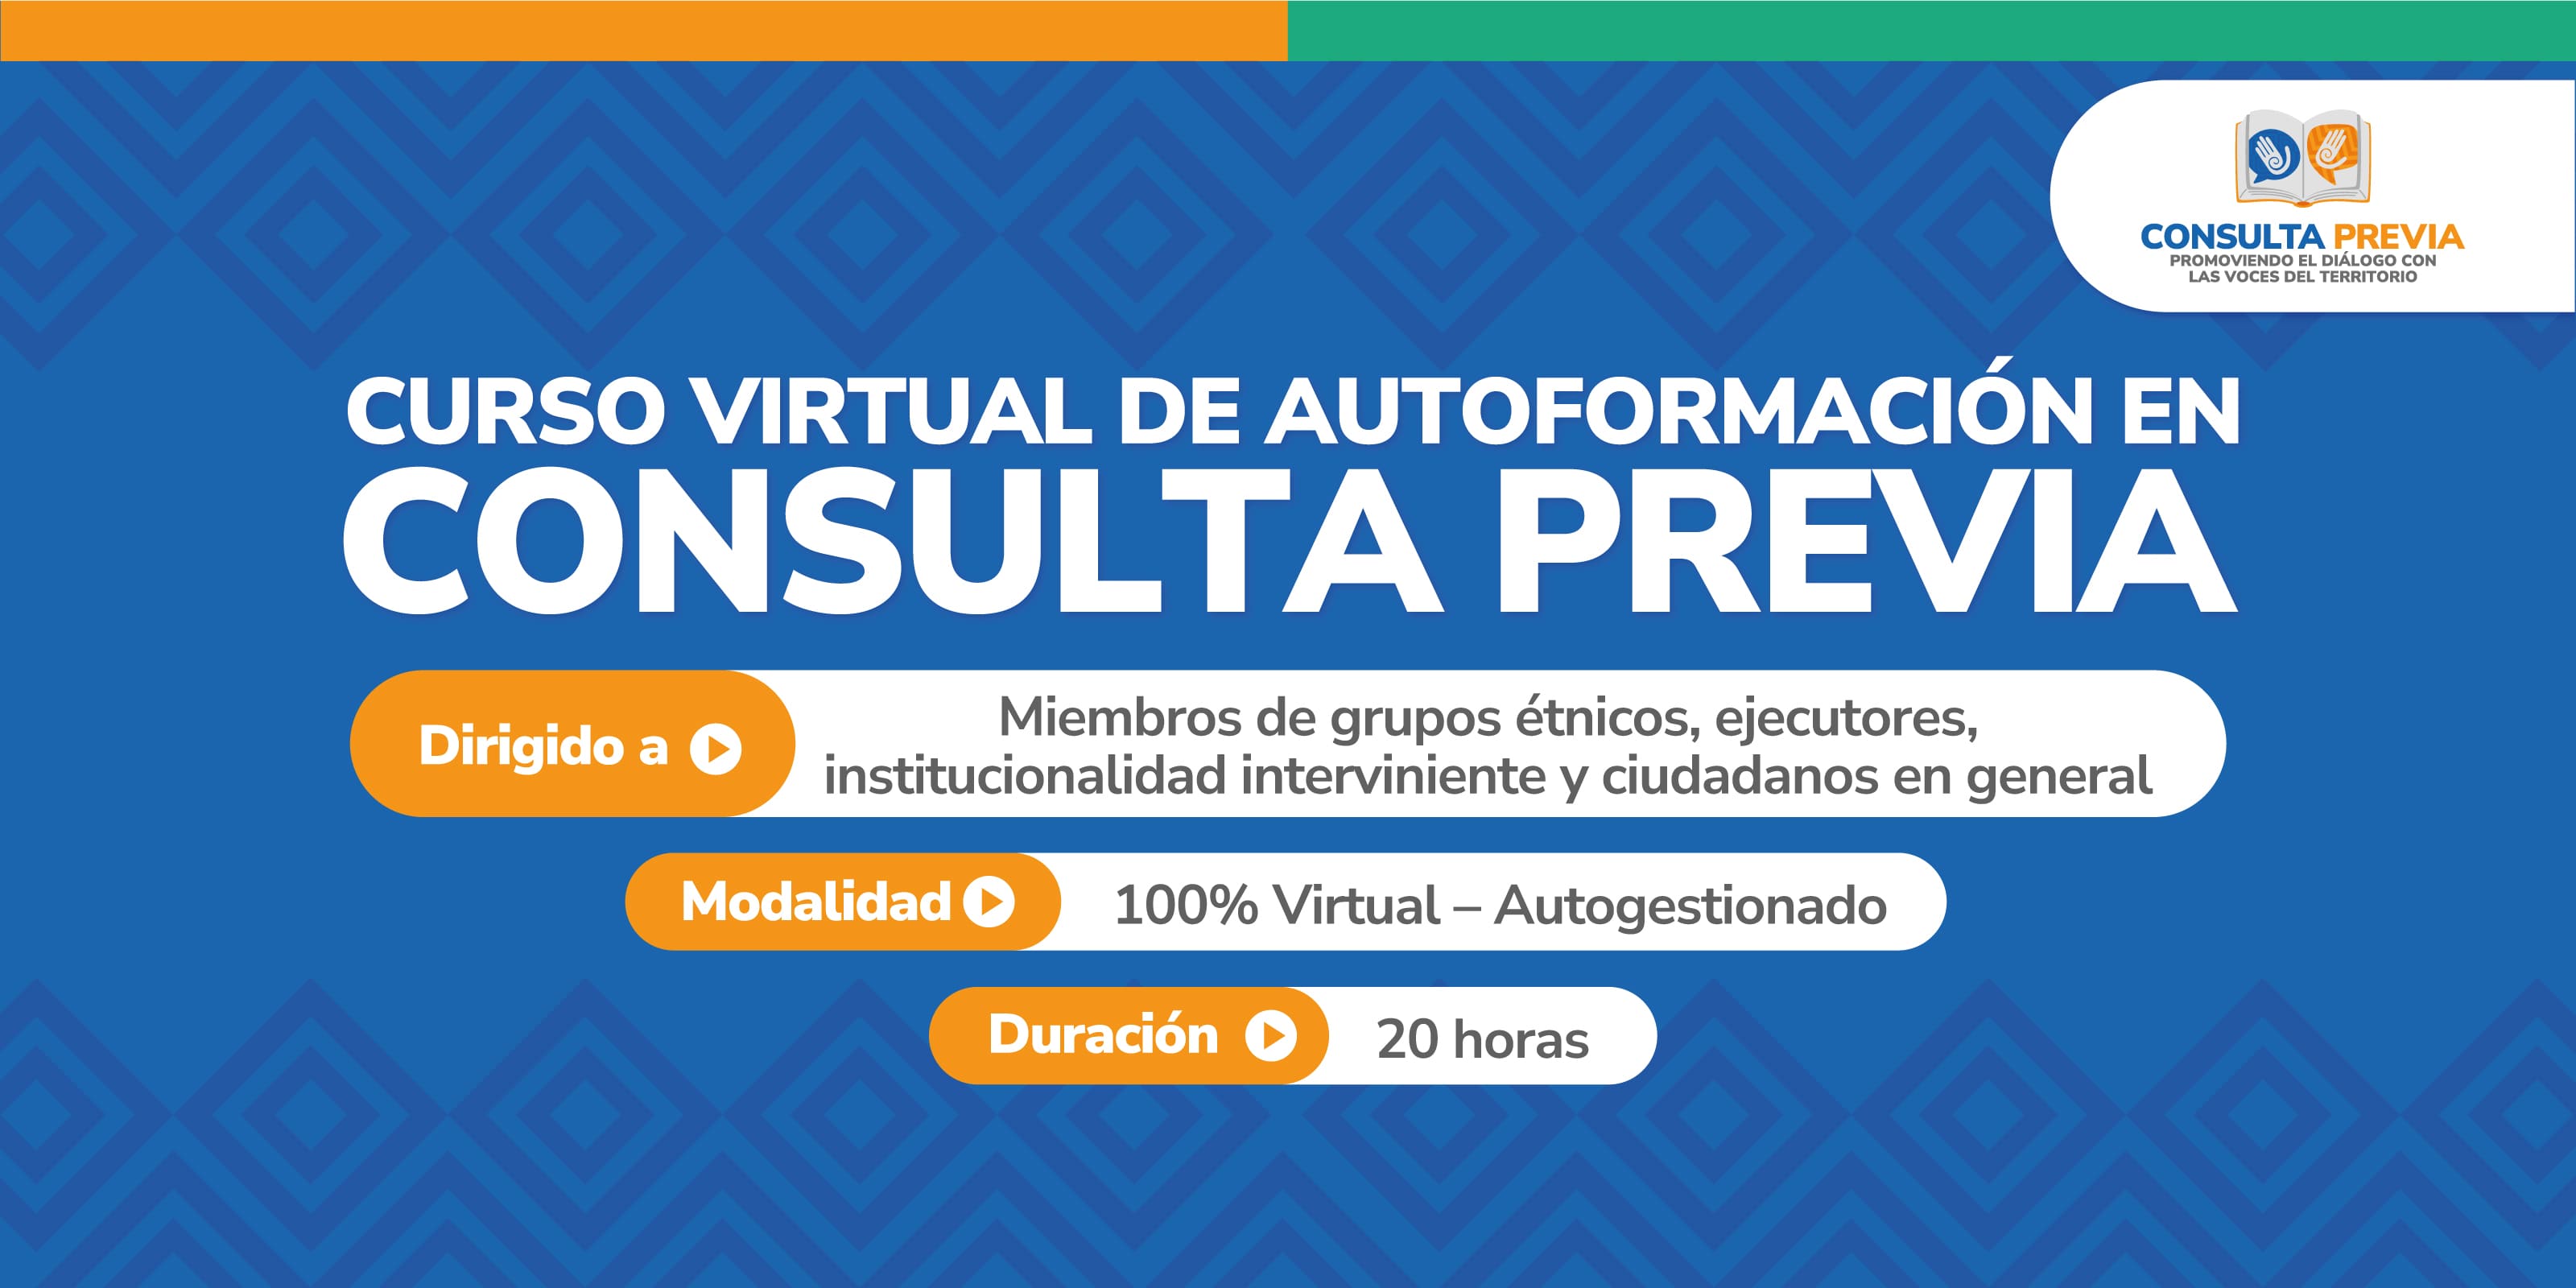 CONSULTA PREVIA
PROMOVIENDO EL DIÁLOGO CON
LAS VOCES DEL TERRITORIO
CURSO VIRTUAL DE AUTOFORMACIÓN EN
CONSULTA PREVIA
Dirigido a
Miembros de grupos étnicos, ejecutores,
institucionalidad interviniente y ciudadanos en general
Modalidad
100% Virtual – Autogestionado
Duración
20 horas